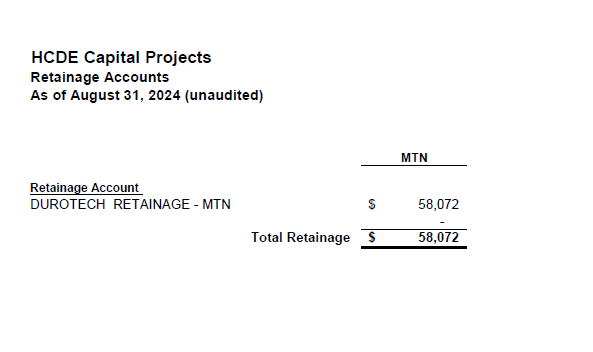 HCDE Capital Projects
Retainage Accounts
As of August 31, 2024 (unaudited)
MTN
Retainage Account
DUROTECH RETAINAGE - MTN $ 58,072
-
Total Retainage $ 58,072